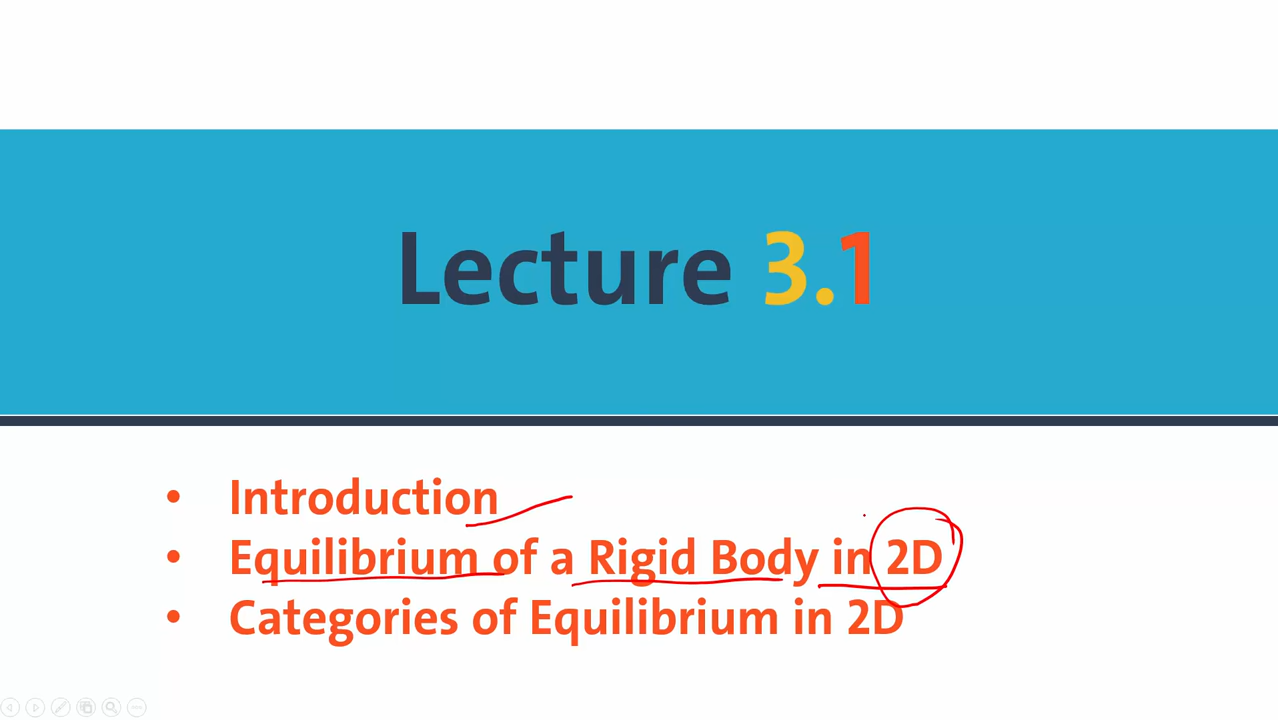 Lecture 3.1
• Introduction
• Equilibrium of a Rigid Body in 2D
• Categories of Equilibrium in 2D